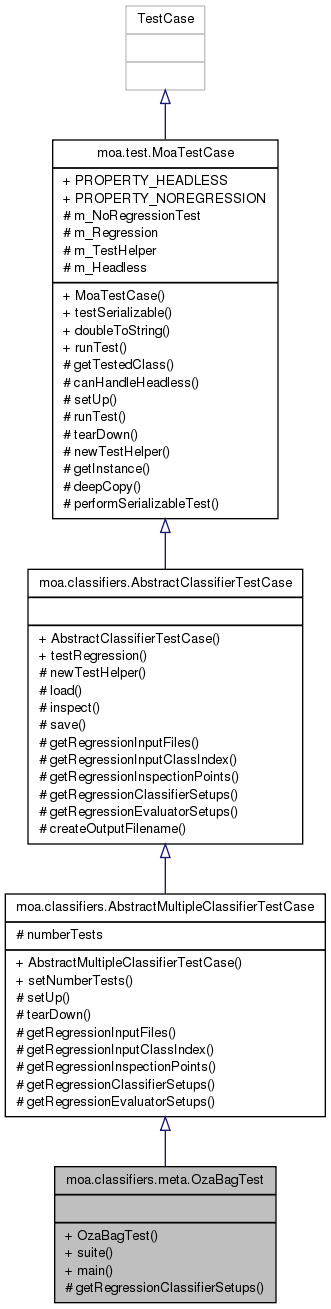 TestCase
moa.test.MoaTestCase
+ PROPERTY_HEADLESS
+ PROPERTY_NOREGRESSION
# m_NoRegressionTest
# m_Regression
# m_TestHelper
# m_Headless
+ MoaTestCase()
+ testSerializable()
+ doubleToString()
+ runTest()
# getTestedClass()
# canHandleHeadless()
# setUp()
# runTest()
# tearDown()
# newTestHelper()
# getInstance()
# deepCopy()
# performSerializableTest()
moa.classifiers.AbstractClassifierTestCase
+ AbstractClassifierTestCase()
+ testRegression()
# newTestHelper()
# load()
# inspect()
# save()
# getRegressionInputFiles()
# getRegressionInputClassIndex()
# getRegressionInspectionPoints()
# getRegressionClassifierSetups()
# getRegressionEvaluatorSetups()
# createOutputFilename()
moa.classifiers.AbstractMultipleClassifierTestCase
# numberTests
+ AbstractMultipleClassifierTestCase()
+ setNumberTests()
# setUp()
# tearDown()
# getRegressionInputFiles()
# getRegressionInputClassIndex()
# getRegressionInspectionPoints()
# getRegressionClassifierSetups()
# getRegressionEvaluatorSetups()
moa.classifiers.meta.OzaBagTest
+ OzaBagTest()
+ suite()
+ main()
# getRegressionClassifierSetups()